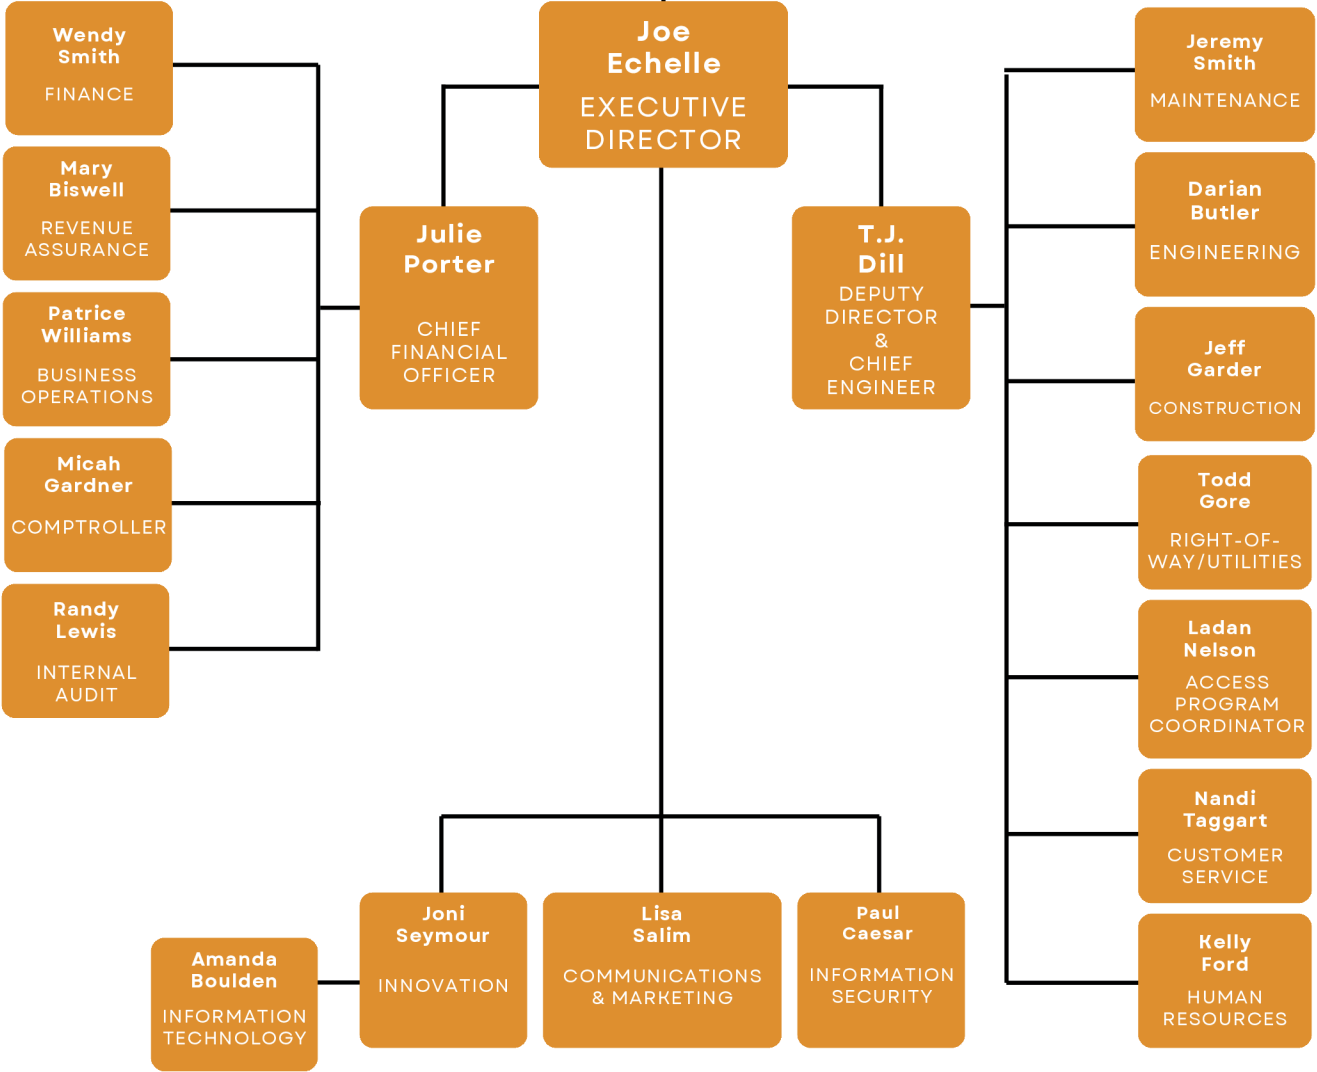 Joe
Echelle
EXECUTIVE
DIRECTOR
Julie
Porter
CHIEF
FINANCIAL
OFFICER
Wendy
Smith
FINANCE
Mary
Biswell
REVENUE
ASSURANCE
Patrice
Williams
BUSINESS
OPERATIONS
Micah
Gardner
COMPTROLLER
Randy
Lewis
INTERNAL
AUDIT
T.J.
Dill
DEPUTY
DIRECTOR
&
CHIEF
ENGINEER
Jeremy
Smith
MAINTENANCE
Darian
Butler
ENGINEERING
Jeff
Garder
CONSTRUCTION
Todd
Gore
RIGHT-OF-
WAY/UTILITIES
Ladan
Nelson
ACCESS
PROGRAM
COORDINATOR
Nandi
Taggart
CUSTOMER
SERVICE
Kelly
Ford
HUMAN
RESOURCES
Joni
Seymour
INNOVATION
Amanda
Boulden
INFORMATION
TECHNOLOGY
Lisa
Salim
COMMUNICATIONS
& MARKETING
Paul
Caesar
INFORMATION
SECURITY